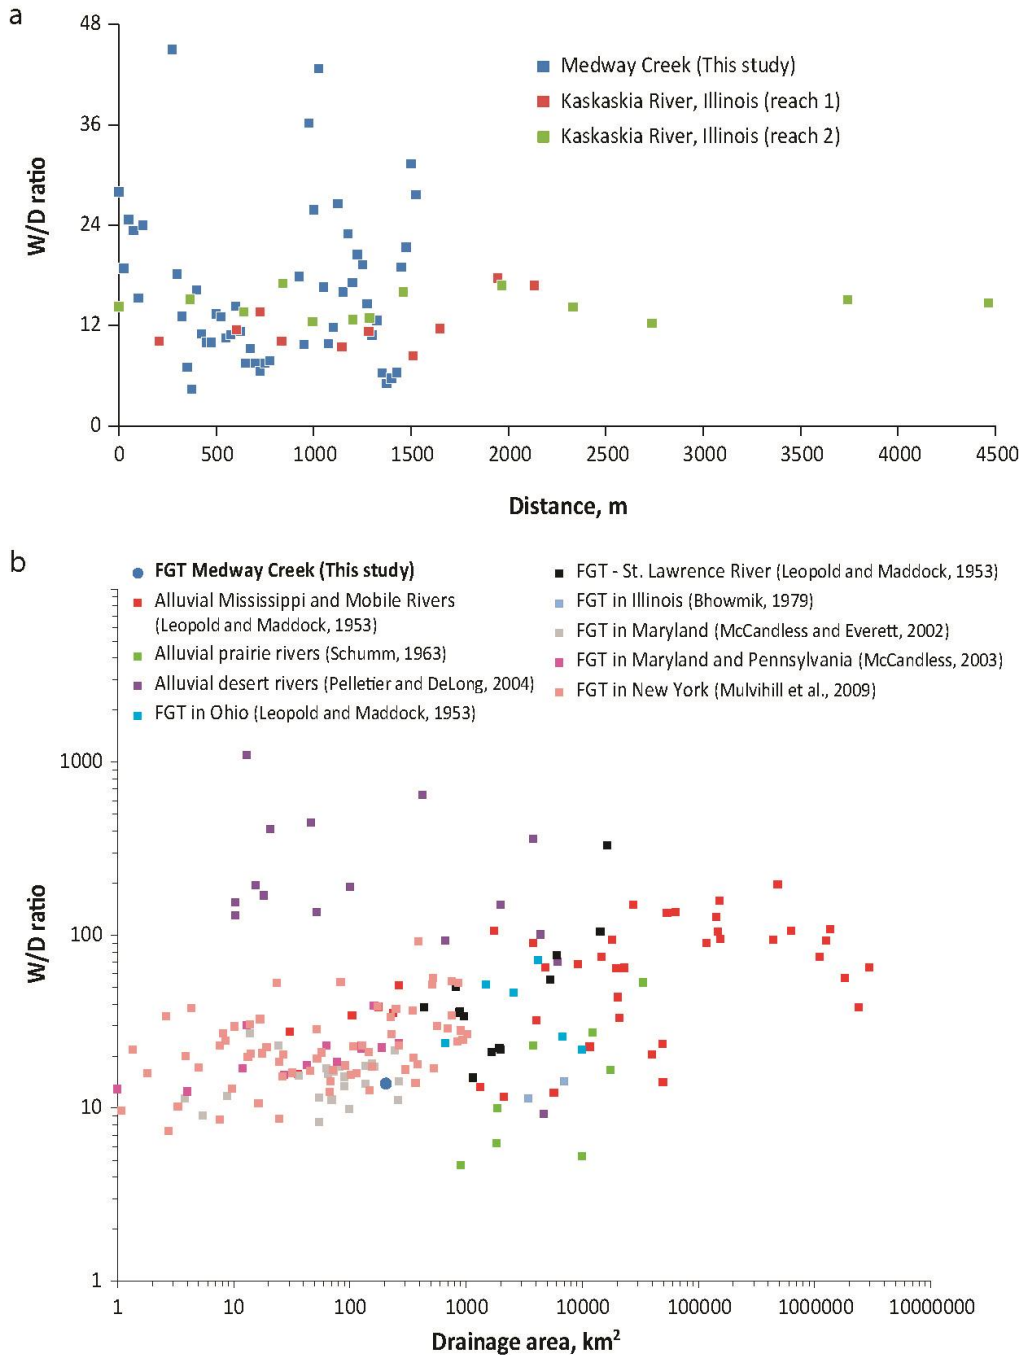 a
48
36
24
12
0
W/D ratio
Medway Creek (This study)
Kaskaskia River, Illinois (reach 1)
Kaskaskia River, Illinois (reach 2)
0 500 1000 1500 2000 2500 3000 3500 4000 4500
Distance, m
b
FGT Medway Creek (This study)
Alluvial Mississippi and Mobile Rivers
(Leopold and Maddock, 1953)
Alluvial prairie rivers (Schumm, 1963)
Alluvial desert rivers (Pelletier and DeLong, 2004)
FGT in Ohio (Leopold and Maddock, 1953)
FGT - St. Lawrence River (Leopold and Maddock, 1953)
FGT in Illinois (Bhowmik, 1979)
FGT in Maryland (McCandless and Everett, 2002)
FGT in Maryland and Pennsylvania (McCandless, 2003)
FGT in New York (Mulvihill et al., 2009)
1000
100
10
1
W/D ratio
1 10 100 1000 10000 100000 1000000 10000000
Drainage area, km²